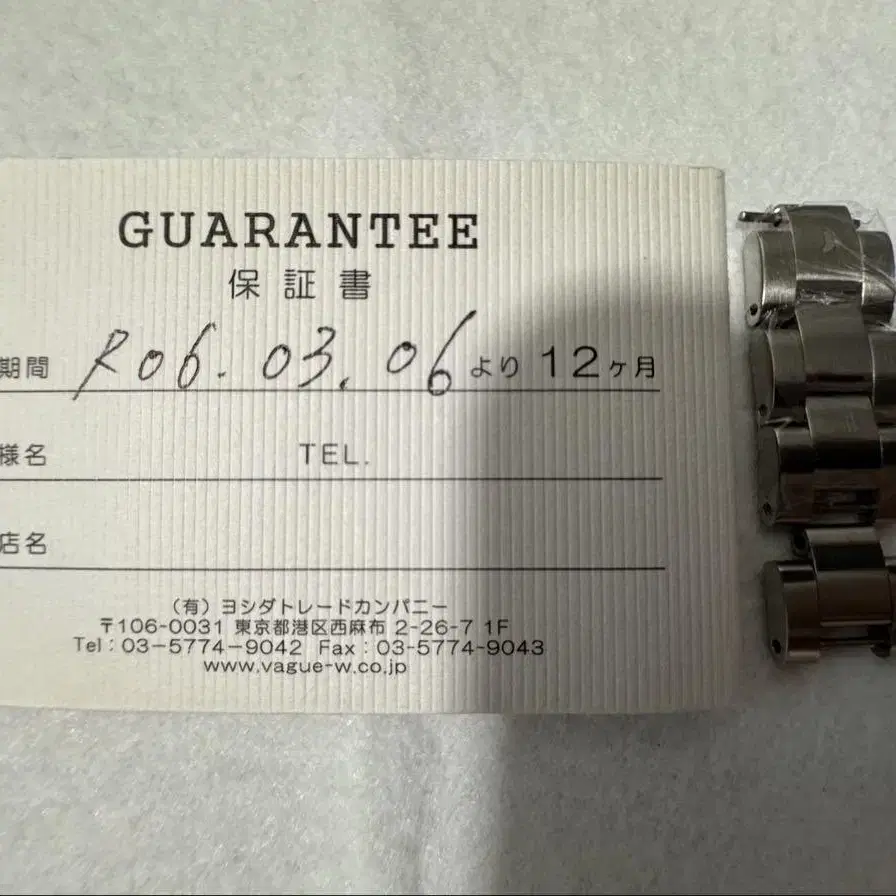 GUARANTEE
保証書
期間 R06.03.06 より 12ヶ月
様名 TEL.
店名
(有) ヨシダトレードカンパニー
〒106-0031 東京都港区西麻布 2-26-7 1F
Tel : 03-5774-9042 Fax : 03-5774-9043
www.vague-w.co.jp